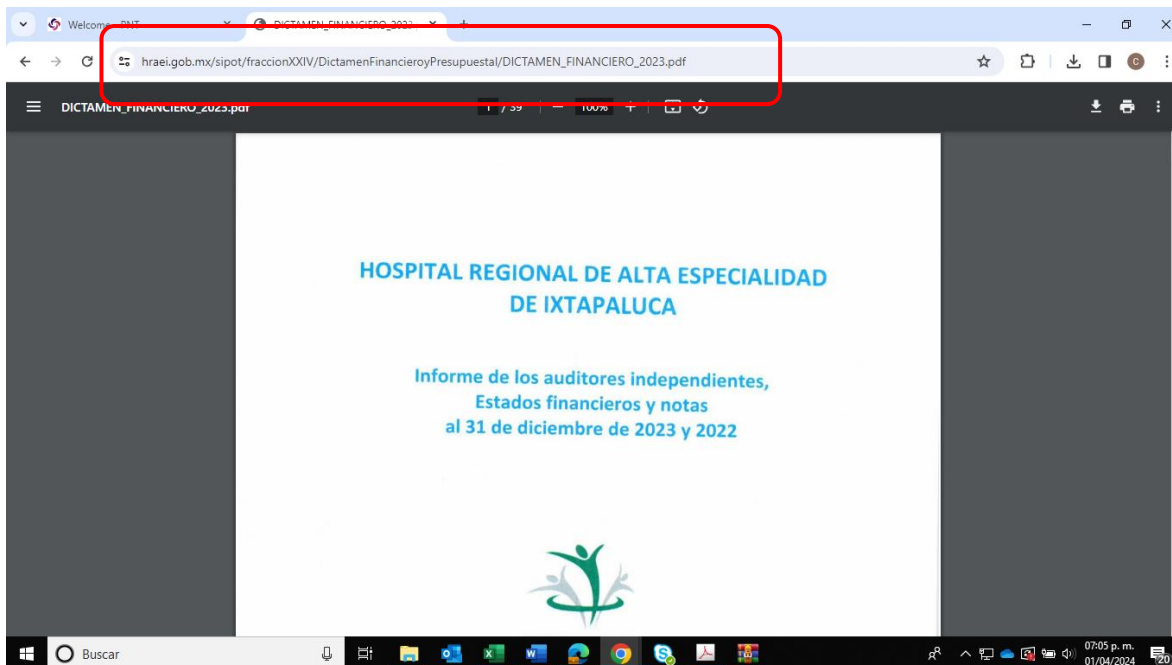 Welcome - PNT
DICTAMEN_FINANCIERO_2023
hraei.gob.mx/sipot/fraccionXXIV/DictamenFinancieroyPresupuestal/DICTAMEN_FINANCIERO_2023.pdf
DICTAMEN_FINANCIERO_2023.pdf
1 / 39
100%
HOSPITAL REGIONAL DE ALTA ESPECIALIDAD
DE IXTAPALUCA
Informe de los auditores independientes,
Estados financieros y notas
al 31 de diciembre de 2023 y 2022
Buscar
07:05 p. m.
01/04/2024
20